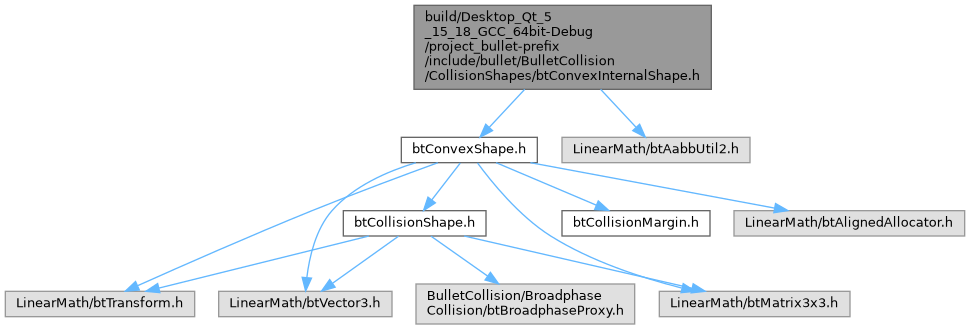 build/Desktop_Qt_5
_15_18_GCC_64bit-Debug
/project_bullet-prefix
/include/bullet/BulletCollision
/CollisionShapes/btConvexInternalShape.h
btConvexShape.h
LinearMath/btAabbUtil2.h
btCollisionShape.h
btCollisionMargin.h
LinearMath/btAlignedAllocator.h
LinearMath/btTransform.h
LinearMath/btVector3.h
BulletCollision/Broadphase
Collision/btBroadphaseProxy.h
LinearMath/btMatrix3x3.h